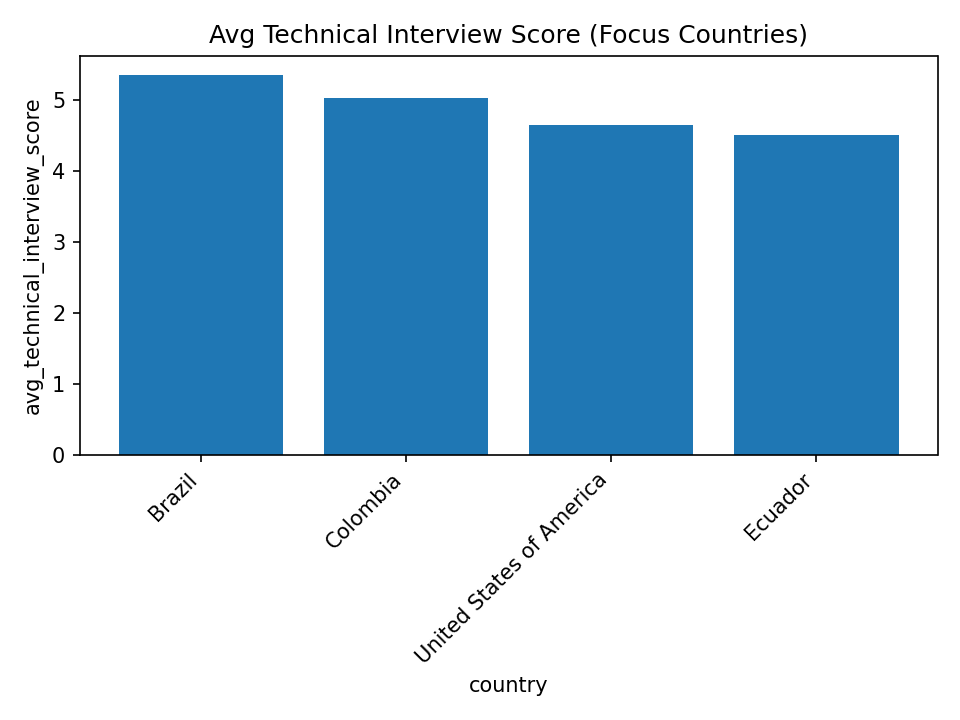 Avg Technical Interview Score (Focus Countries)
avg_technical_interview_score
5
4
3
2
1
0
Brazil
Colombia
United States of America
Ecuador
country